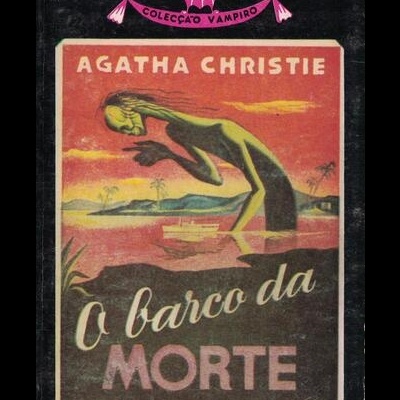 COLECÇÃO VAMPIRO
AGATHA CHRISTIE
O barco da
MORTE